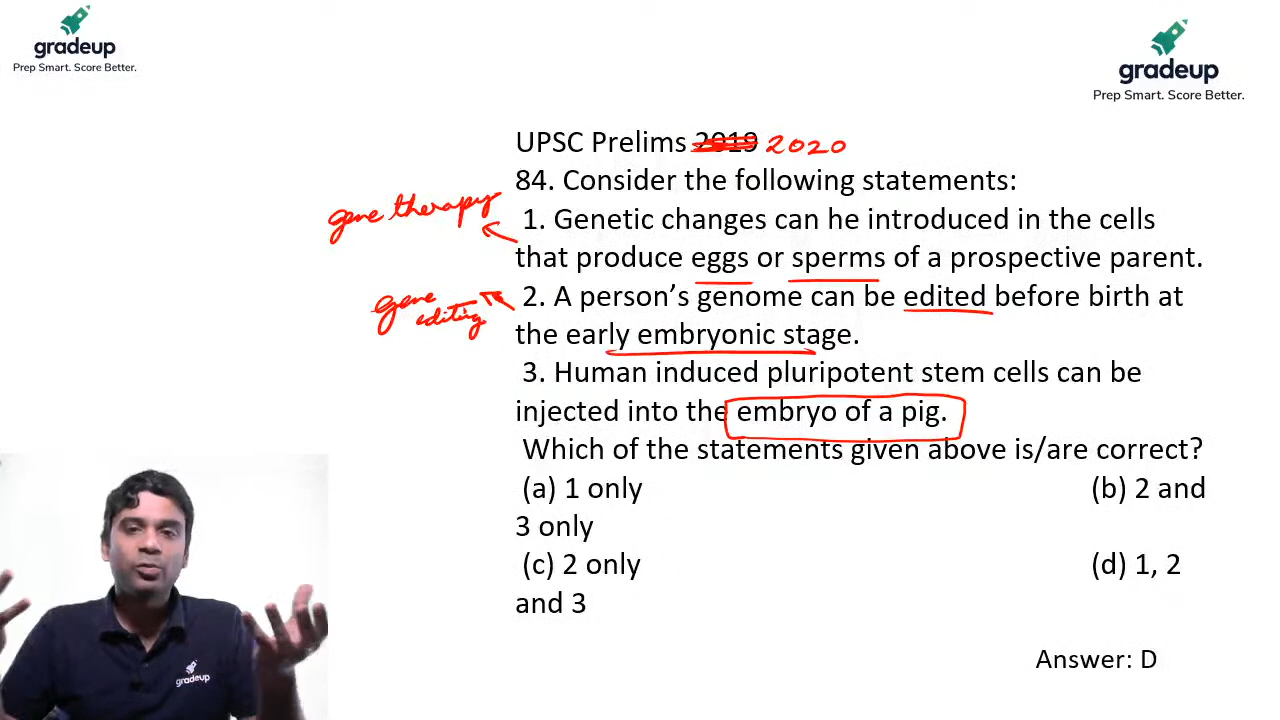 gradeup
Prep Smart. Score Better.
gradeup
Prep Smart. Score Better.
UPSC Prelims 2019 2020
84. Consider the following statements:
gene therapy
1. Genetic changes can he introduced in the cells
that produce eggs or sperms of a prospective parent.
gene
editing
2. A person's genome can be edited before birth at
the early embryonic stage.
3. Human induced pluripotent stem cells can be
injected into the embryo of a pig.
Which of the statements given above is/are correct?
(a) 1 only (b) 2 and
3 only
(c) 2 only (d) 1, 2
and 3
Answer: D
gradeup